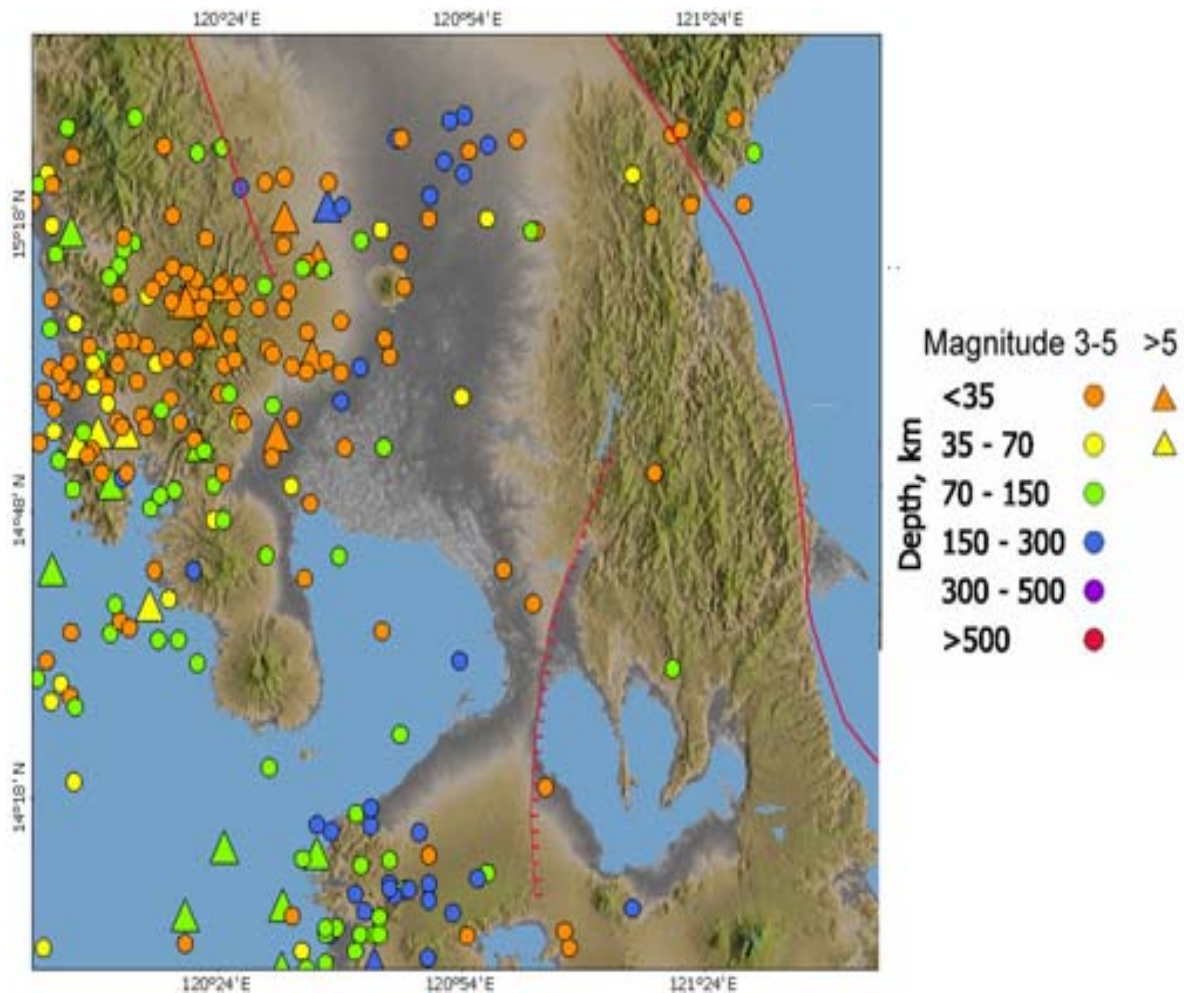 120°24'E 120°54'E 121°24'E
15°18'N
14°48'N
14°18'N
120°24'E 120°54'E 121°24'E
Magnitude 3-5 >5
Depth, km
<35
35 - 70
70 - 150
150 - 300
300 - 500
>500